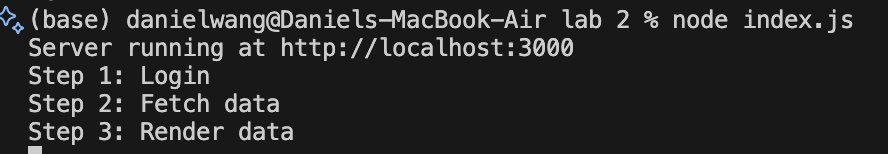 (base) danielwang@Daniels-MacBook-Air lab 2 % node index.js
Server running at http://localhost:3000
Step 1: Login
Step 2: Fetch data
Step 3: Render data